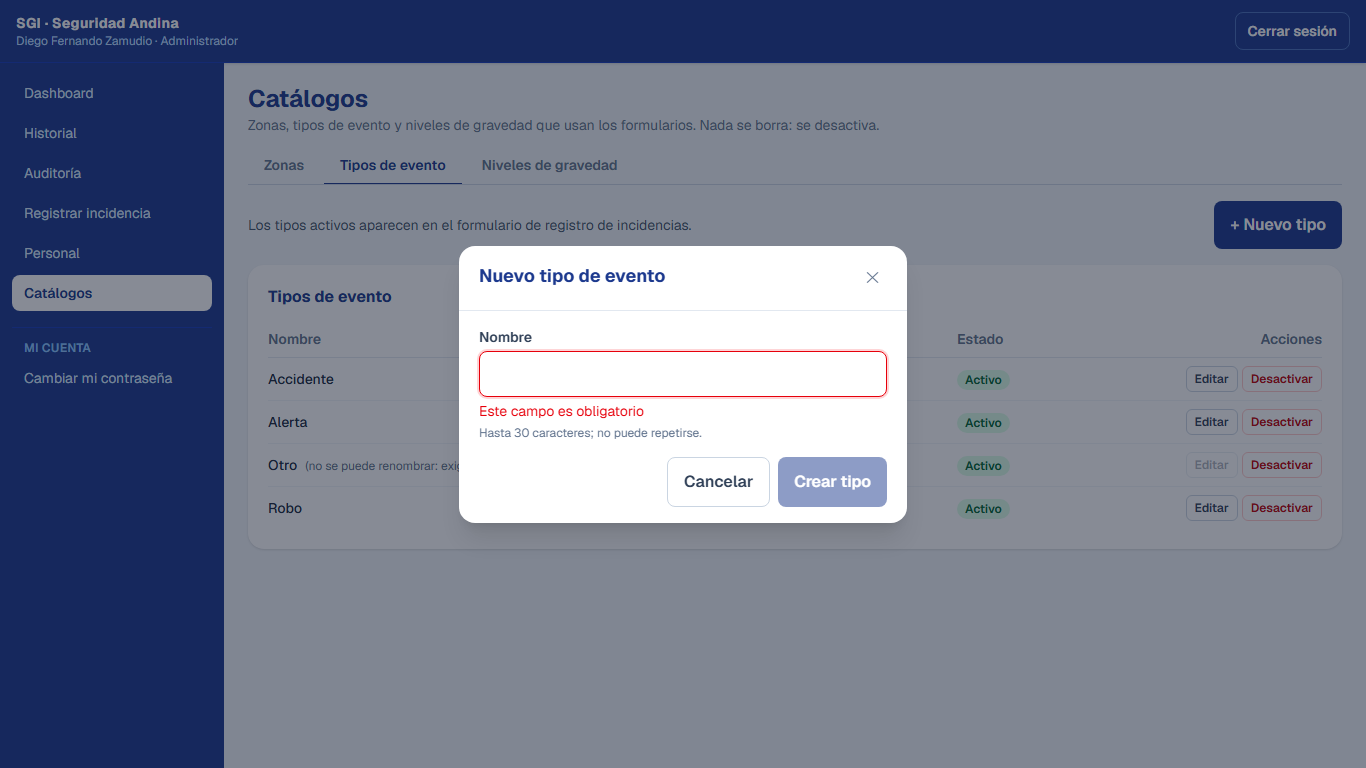 SGI · Seguridad Andina
Diego Fernando Zamudio · Administrador
Cerrar sesión
Dashboard
Historial
Auditoría
Registrar incidencia
Personal
Catálogos
MI CUENTA
Cambiar mi contraseña
Catálogos
Zonas, tipos de evento y niveles de gravedad que usan los formularios. Nada se borra: se desactiva.
Zonas Tipos de evento Niveles de gravedad
Los tipos activos aparecen en el formulario de registro de incidencias.
+ Nuevo tipo
Tipos de evento
Nombre Estado Acciones
Accidente Activo Editar Desactivar
Alerta Activo Editar Desactivar
Otro (no se puede renombrar: Activo Editar Desactivar
Robo Activo Editar Desactivar
Nuevo tipo de evento
Nombre
Este campo es obligatorio
Hasta 30 caracteres; no puede repetirse.
Cancelar Crear tipo